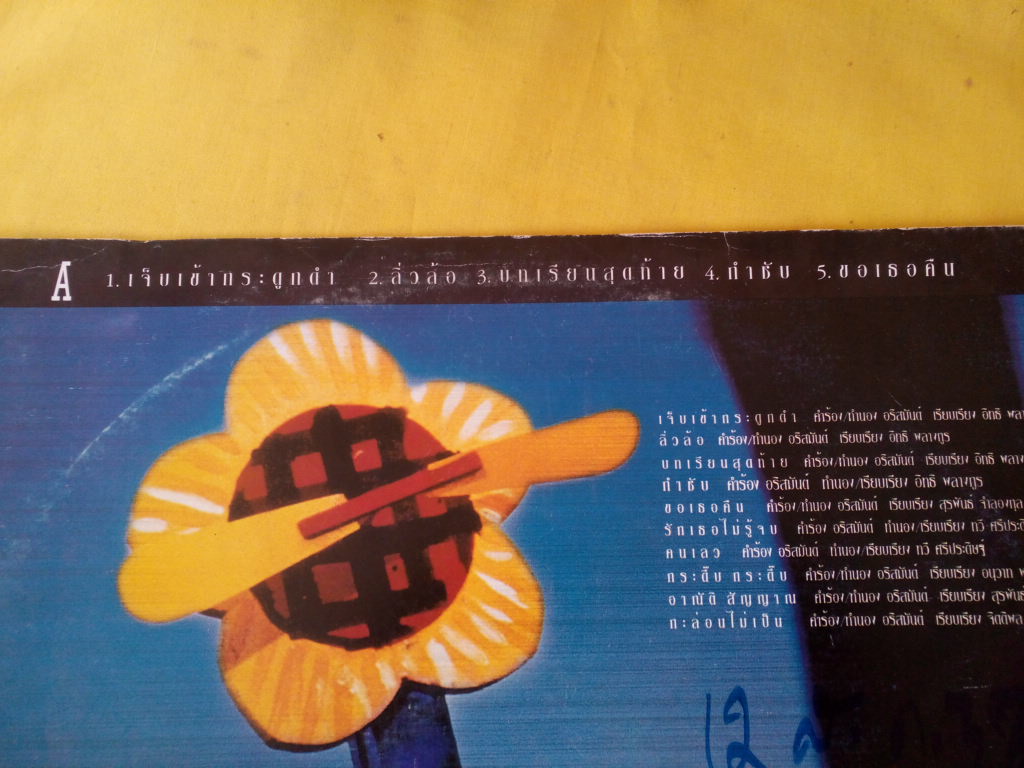 A 1. เจ็บเข้ากระดูกดำ 2. ลิ่วล้อ 3. บทเรียนสุดท้าย 4. กำชับ 5. ขอเธอคืน
เจ็บเข้ากระดูกดำ คำร้อง/ทำนอง อริสมันต์ เรียบเรียง อิทธิ
ลิ่วล้อ คำร้อง/ทำนอง อริสมันต์ เรียบเรียง อิทธิ พลางกูร
บทเรียนสุดท้าย คำร้อง/ทำนอง อริสมันต์ เรียบเรียง อิทธิ
กำชับ คำร้อง อริสมันต์ ทำนอง/เรียบเรียง อิทธิ พลางกูร
ขอเธอคืน คำร้อง/ทำนอง อริสมันต์ เรียบเรียง สุรพันธ์
รักเธอไม่รู้จบ คำร้อง อริสมันต์ ทำนอง/เรียบเรียง ทวี
คนเลว คำร้อง อริสมันต์ ทำนอง/เรียบเรียง ทวี ศรีประดิษฐ์
กระดึ๊บ กระดึ๊บ คำร้อง/ทำนอง อริสมันต์ เรียบเรียง อนุวาท
อาณัติ สัญญาณ คำร้อง/ทำนอง อริสมันต์ เรียบเรียง
กะล่อนไม่เป็น คำร้อง/ทำนอง อริสมันต์ เรียบเรียง